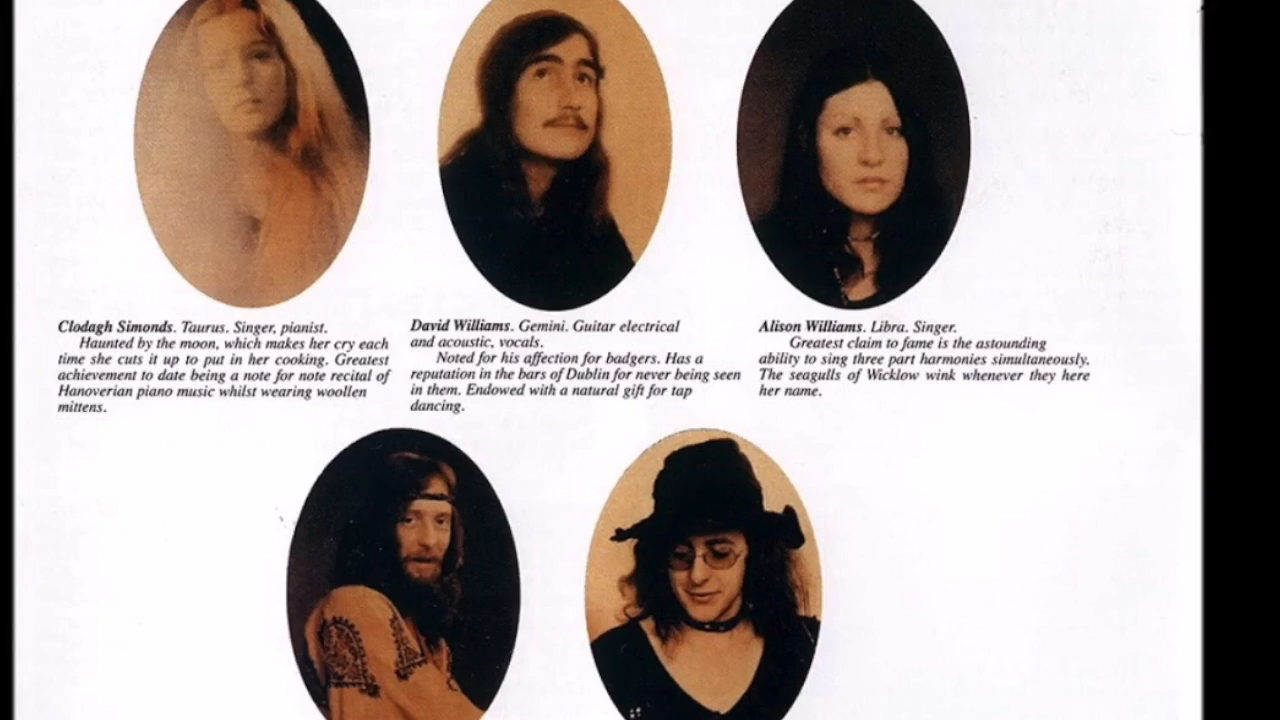 Clodagh Simonds. Taurus. Singer, pianist.
Haunted by the moon, which makes her cry each
time she cuts it up to put in her cooking. Greatest
achievement to date being a note for note recital of
Hanoverian piano music whilst wearing woollen
mittens.
David Williams. Gemini. Guitar electrical
and acoustic, vocals.
Noted for his affection for badgers. Has a
reputation in the bars of Dublin for never being seen
in them. Endowed with a natural gift for tap
dancing.
Alison Williams. Libra. Singer.
Greatest claim to fame is the astounding
ability to sing three part harmonies simultaneously.
The seagulls of Wicklow wink whenever they here
her name.